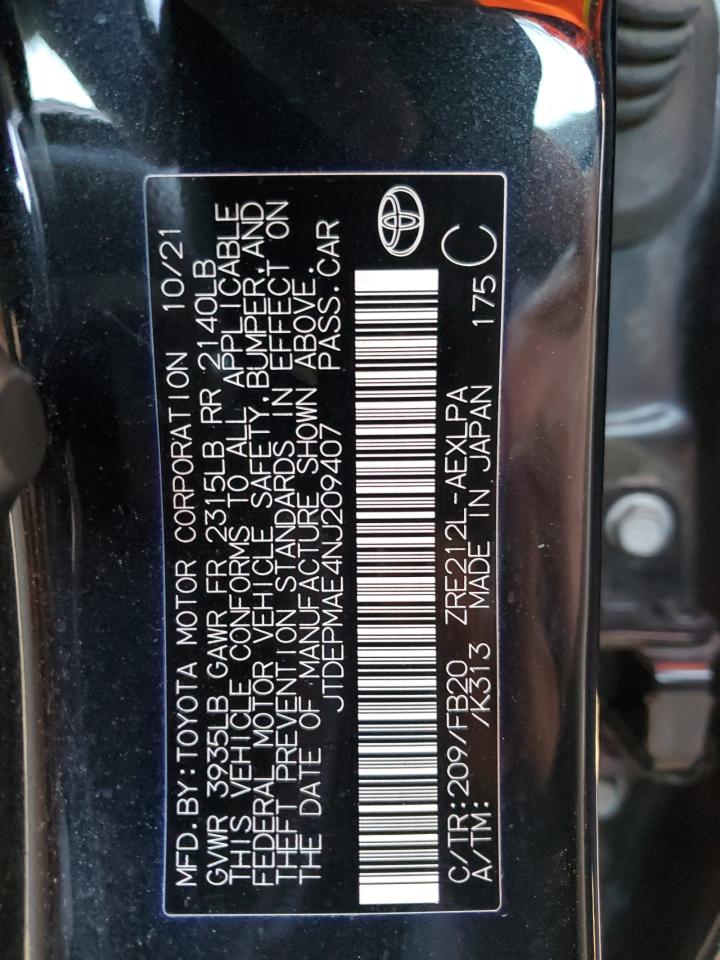 MFD. BY: TOYOTA MOTOR CORPORATION 10/21
GVWR 3935LB GAWR FR 2315LB RR 2140LB
THIS VEHICLE CONFORMS TO ALL APPLICABLE
FEDERAL MOTOR VEHICLE SAFETY, BUMPER, AND
THEFT PREVENTION STANDARDS IN EFFECT ON
THE DATE OF MANUFACTURE SHOWN ABOVE.
JTDEPMAE4NJ209407 PASS. CAR
C/TR: 209/FB20 ZRE212L-AEXLPA 175
A/TM: /K313 MADE IN JAPAN C